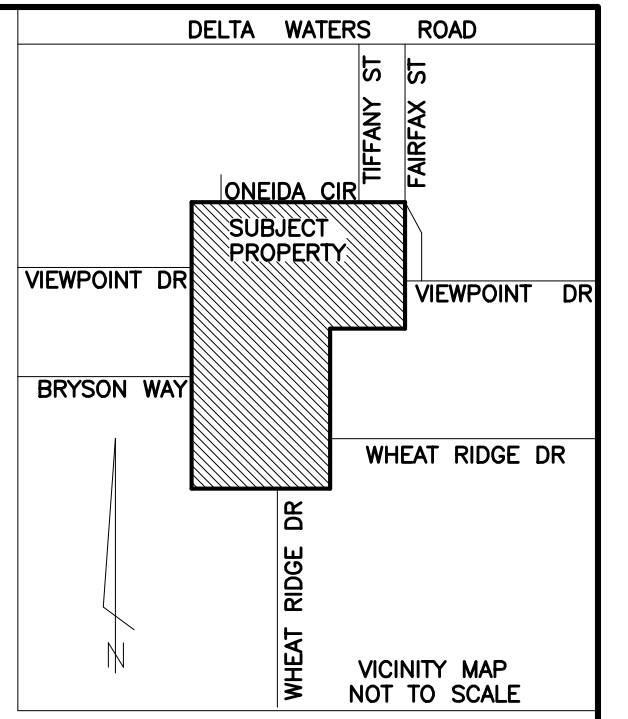 DELTA WATERS ROAD
TIFFANY ST
FAIRFAX ST
ONEIDA CIR
SUBJECT
PROPERTY
VIEWPOINT DR
VIEWPOINT DR
BRYSON WAY
WHEAT RIDGE DR
WHEAT RIDGE DR
N
VICINITY MAP
NOT TO SCALE